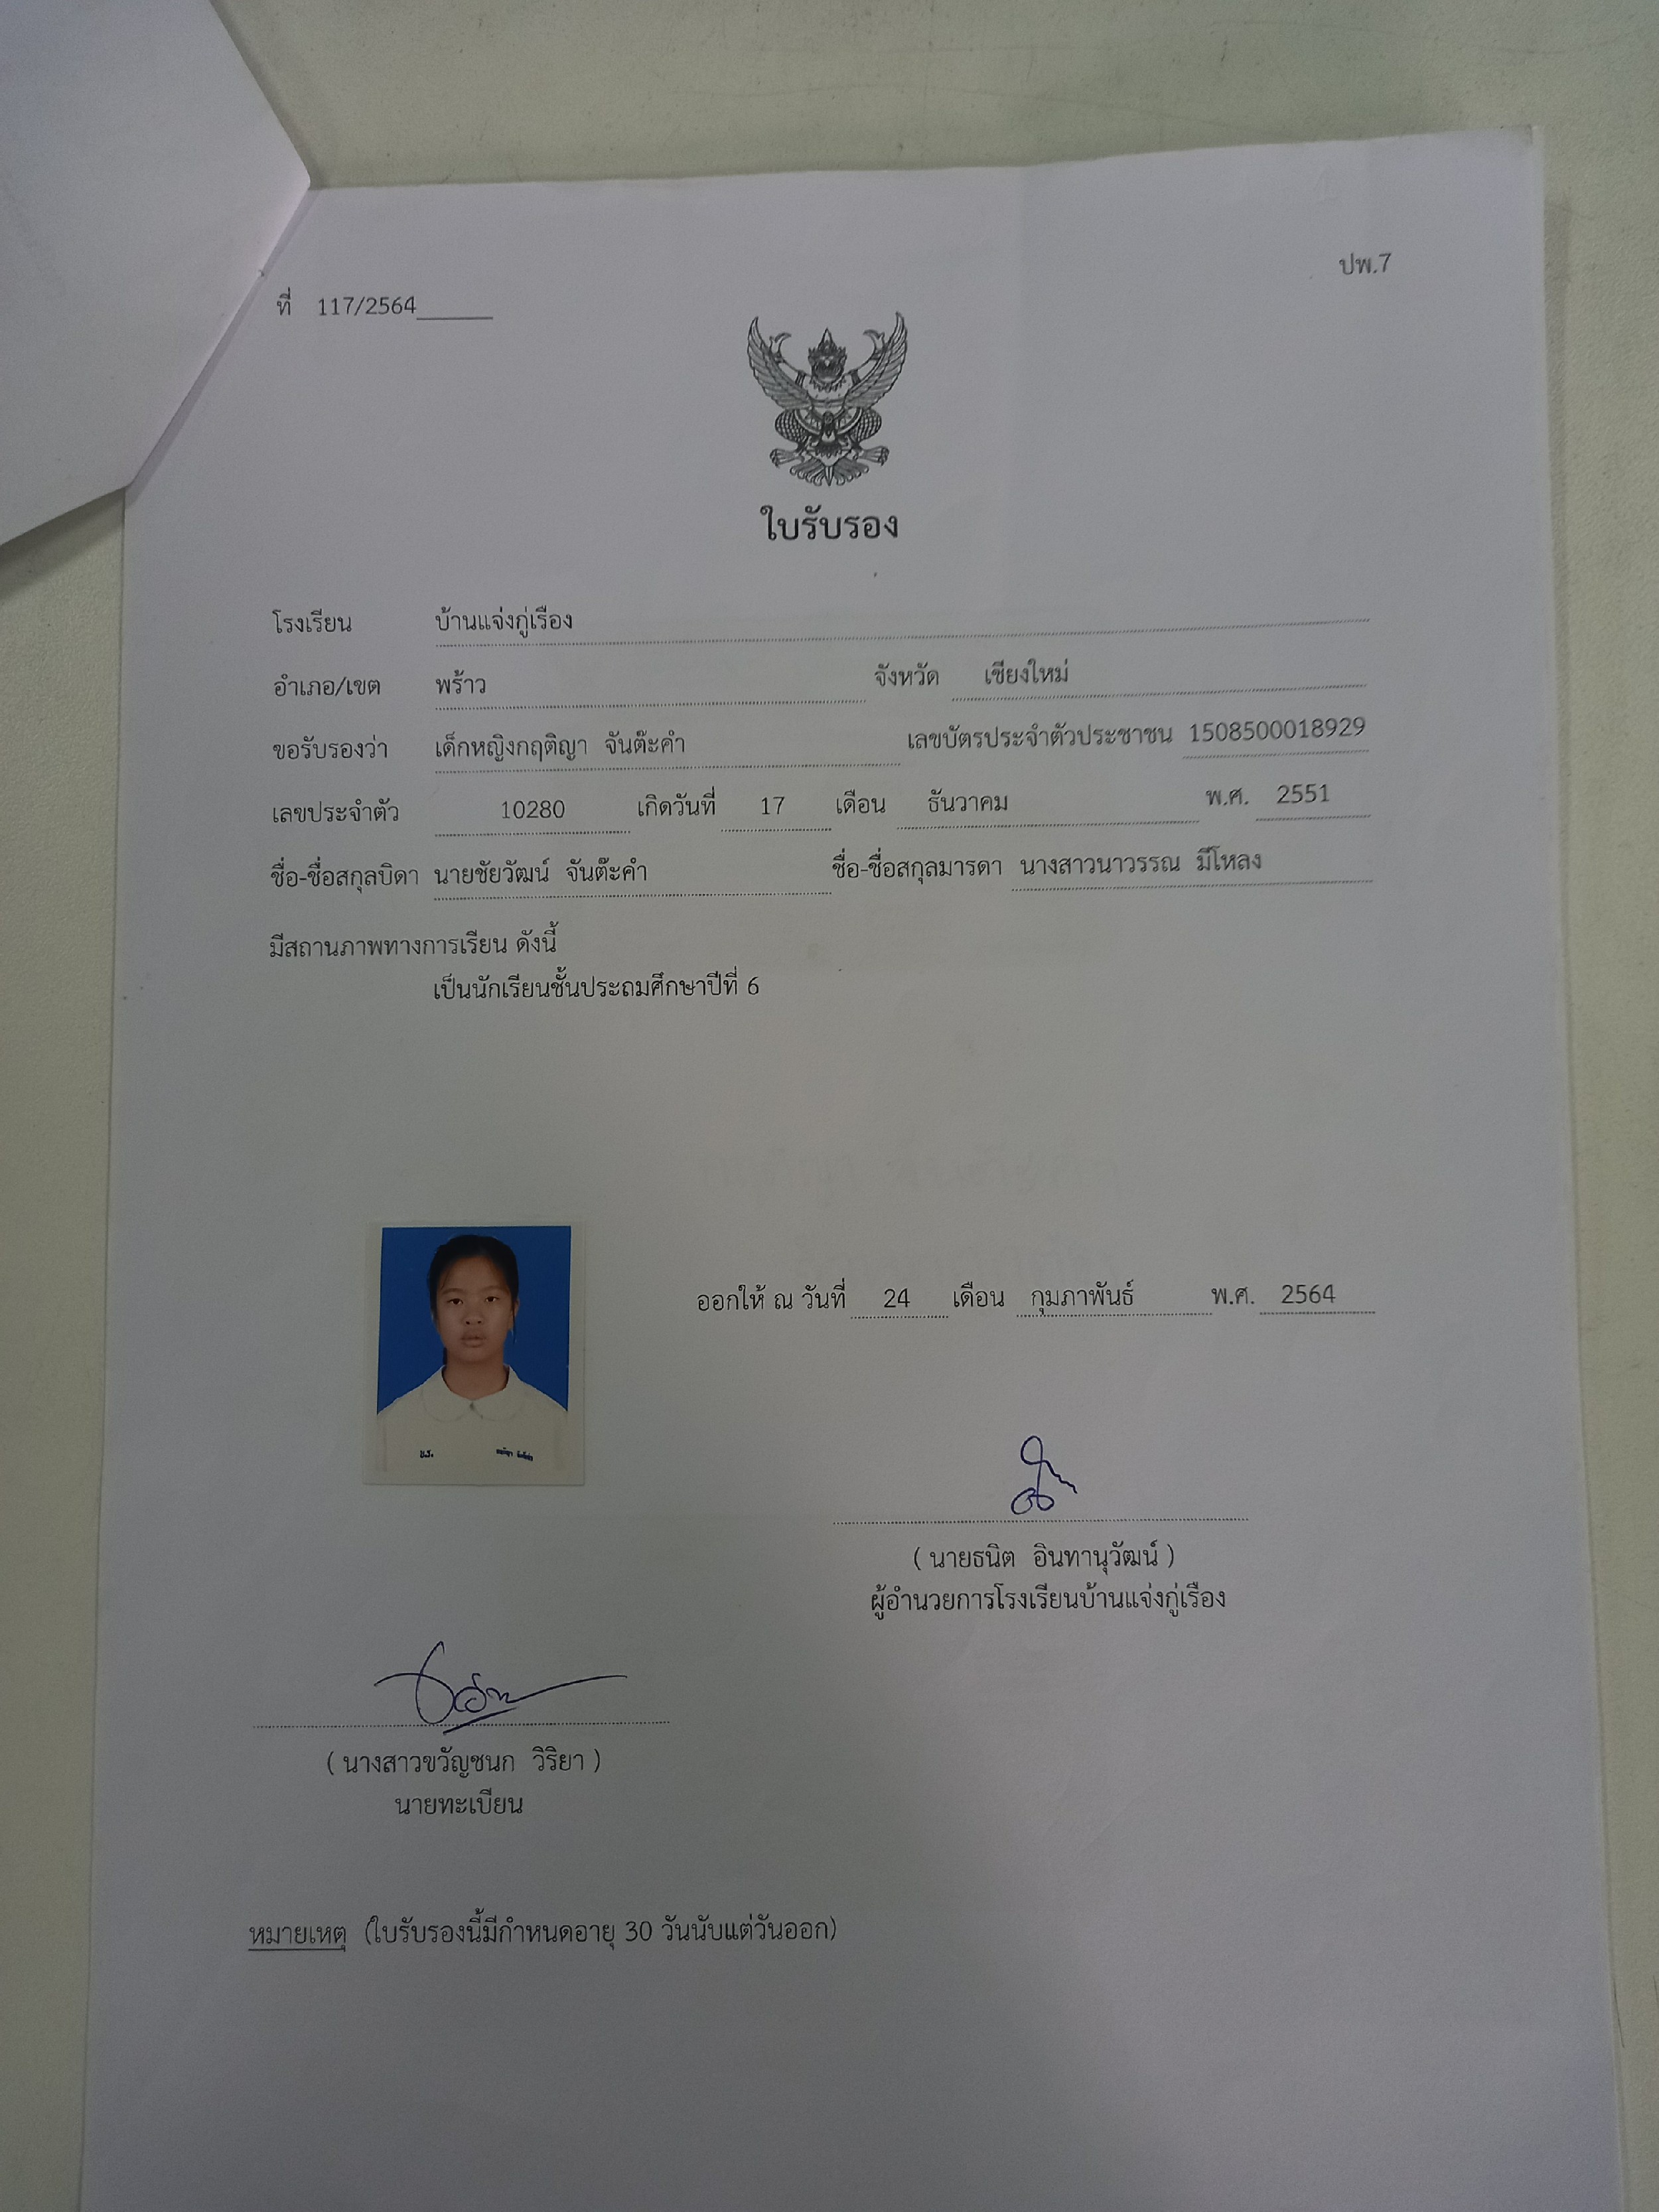 ปพ.7
ที่ 117/2564
ใบรับรอง
โรงเรียน บ้านแจ่งกู่เรือง
อำเภอ/เขต พร้าว จังหวัด เชียงใหม่
ขอรับรองว่า เด็กหญิงกฤติญา จันต๊ะคำ เลขบัตรประจำตัวประชาชน 1508500018929
เลขประจำตัว 10280 เกิดวันที่ 17 เดือน ธันวาคม พ.ศ. 2551
ชื่อ-ชื่อสกุลบิดา นายชัยวัฒน์ จันต๊ะคำ ชื่อ-ชื่อสกุลมารดา นางสาวนาวรรณ มีโหลง
มีสถานภาพทางการเรียน ดังนี้
เป็นนักเรียนชั้นประถมศึกษาปีที่ 6
ออกให้ ณ วันที่ 24 เดือน กุมภาพันธ์ พ.ศ. 2564
( นายธนิต อินทานุวัฒน์ )
ผู้อำนวยการโรงเรียนบ้านแจ่งกู่เรือง
( นางสาวขวัญชนก วิริยา )
นายทะเบียน
หมายเหตุ (ใบรับรองนี้มีกำหนดอายุ 30 วันนับแต่วันออก)